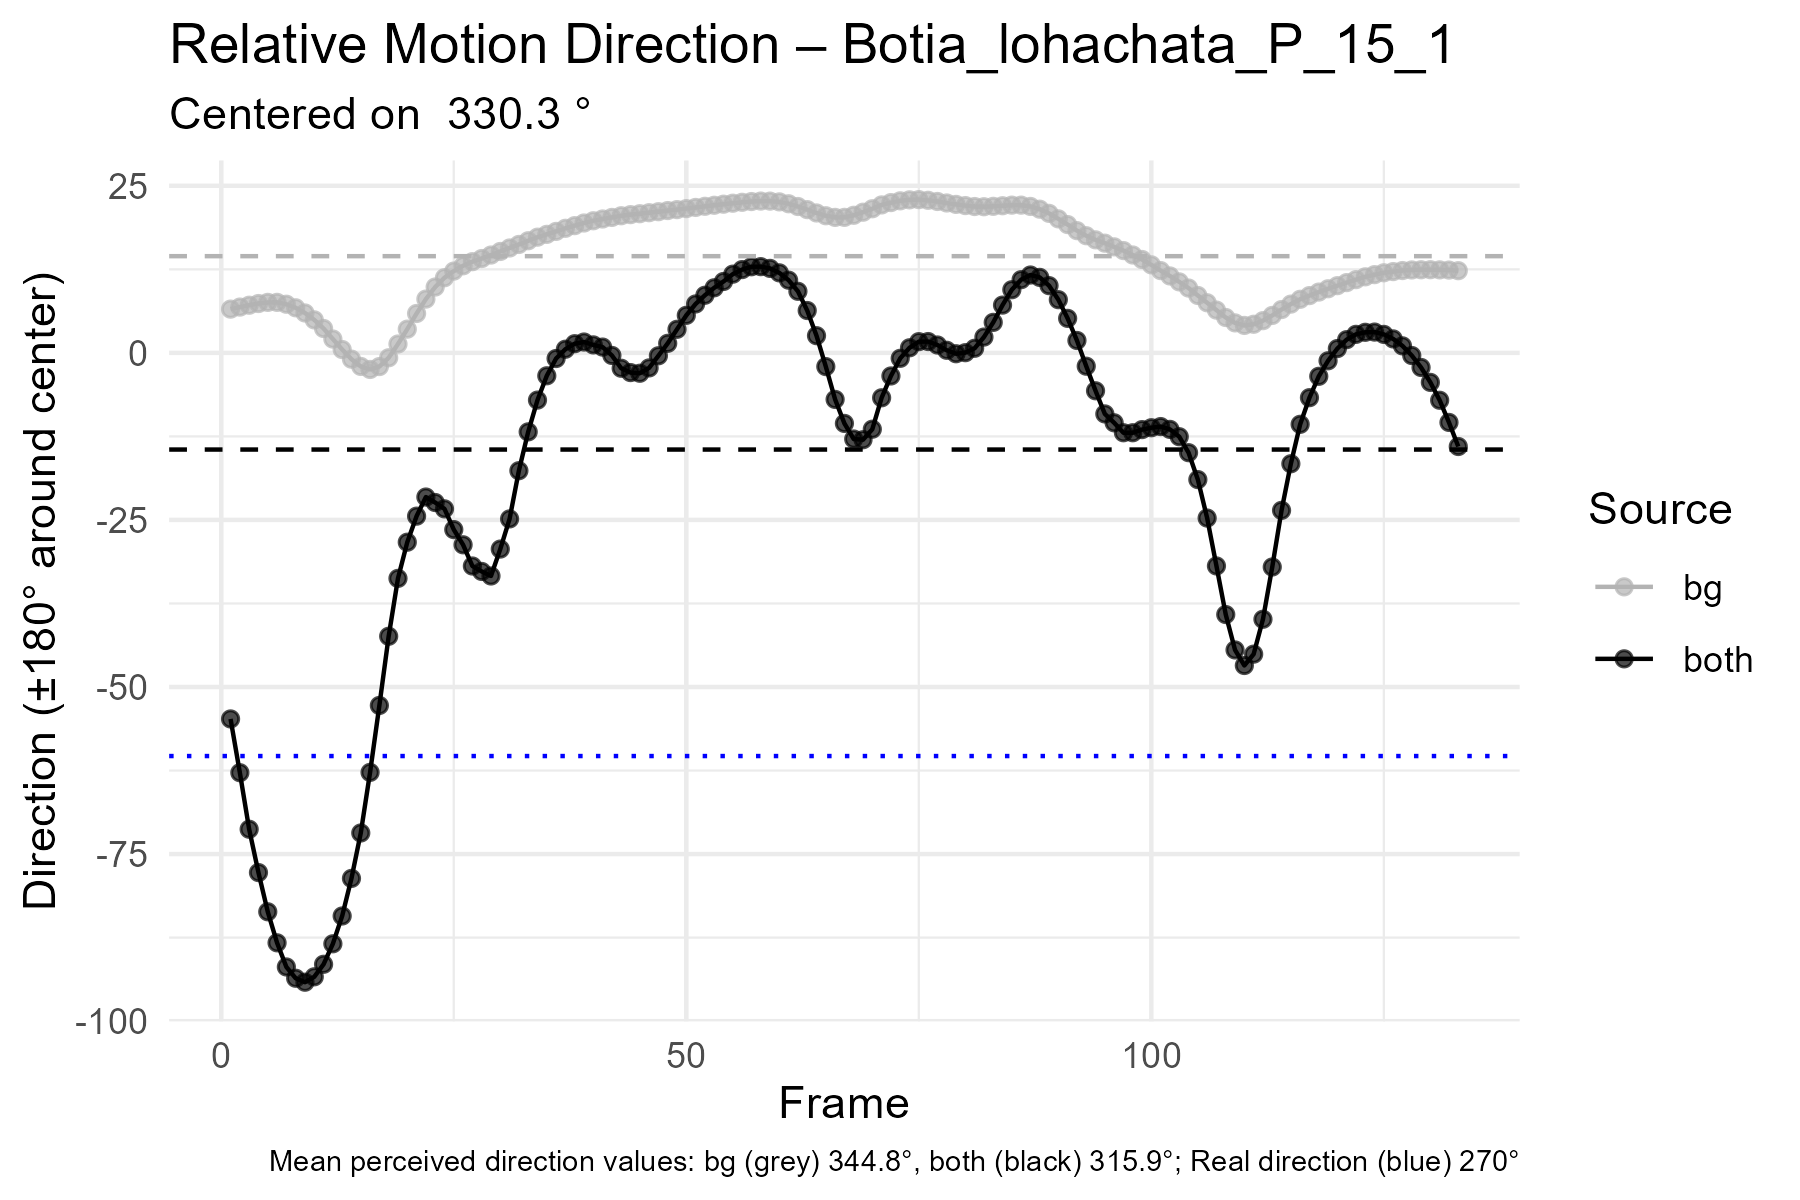 Relative Motion Direction – Botia_lohachata_P_15_1
Centered on  330.3 °
Direction (±180° around center)
25
0
-25
-50
-75
-100
0
50
100
Frame
Source
bg
both
Mean perceived direction values: bg (grey) 344.8°, both (black) 315.9°; Real direction (blue) 270°